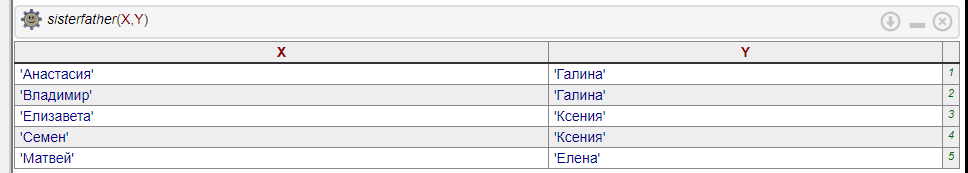 sisterfather(X,Y)
X Y
'Анастасия' 'Галина' 1
'Владимир' 'Галина' 2
'Елизавета' 'Ксения' 3
'Семен' 'Ксения' 4
'Матвей' 'Елена' 5